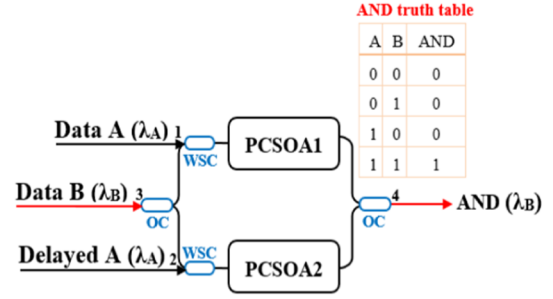 AND truth table
A B AND
0 0 0
0 1 0
1 0 0
1 1 1
Data A (λA) 1
WSC
PCSOA1
Data B (λB) 3
OC
4
AND (λB)
OC
Delayed A (λA) 2
WSC
PCSOA2